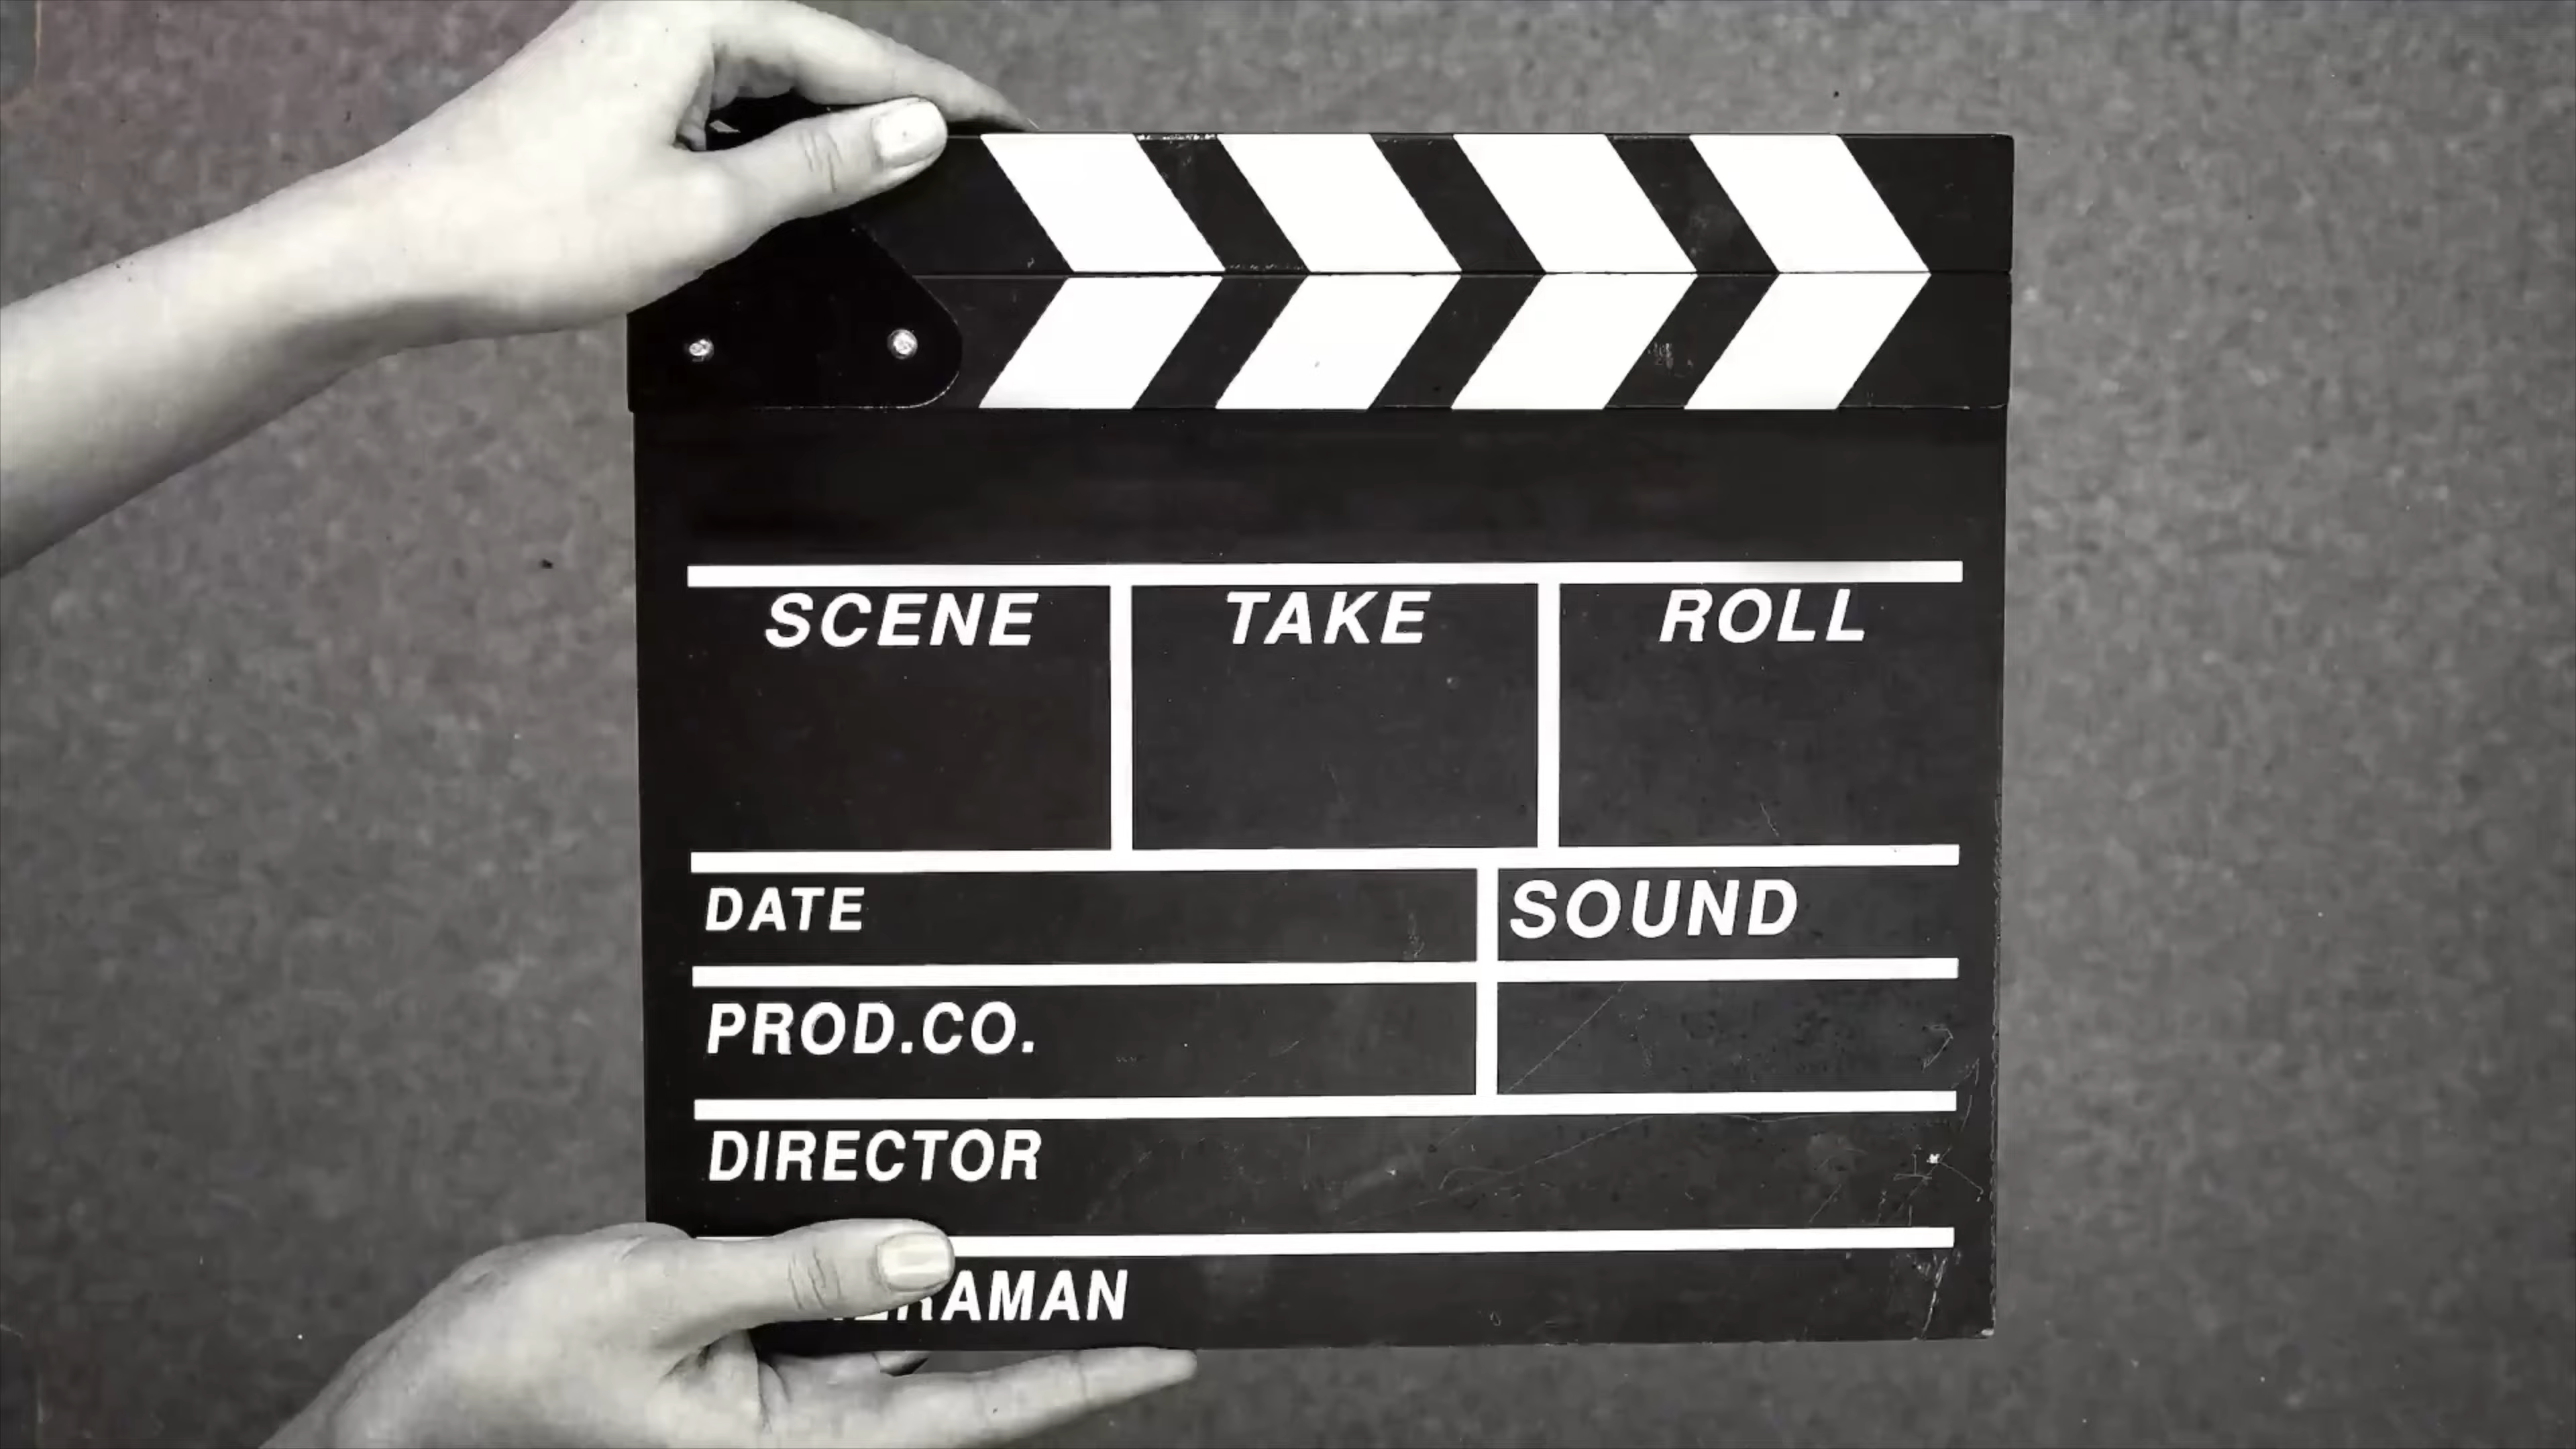 SCENE TAKE ROLL
DATE SOUND
PROD.CO.
DIRECTOR